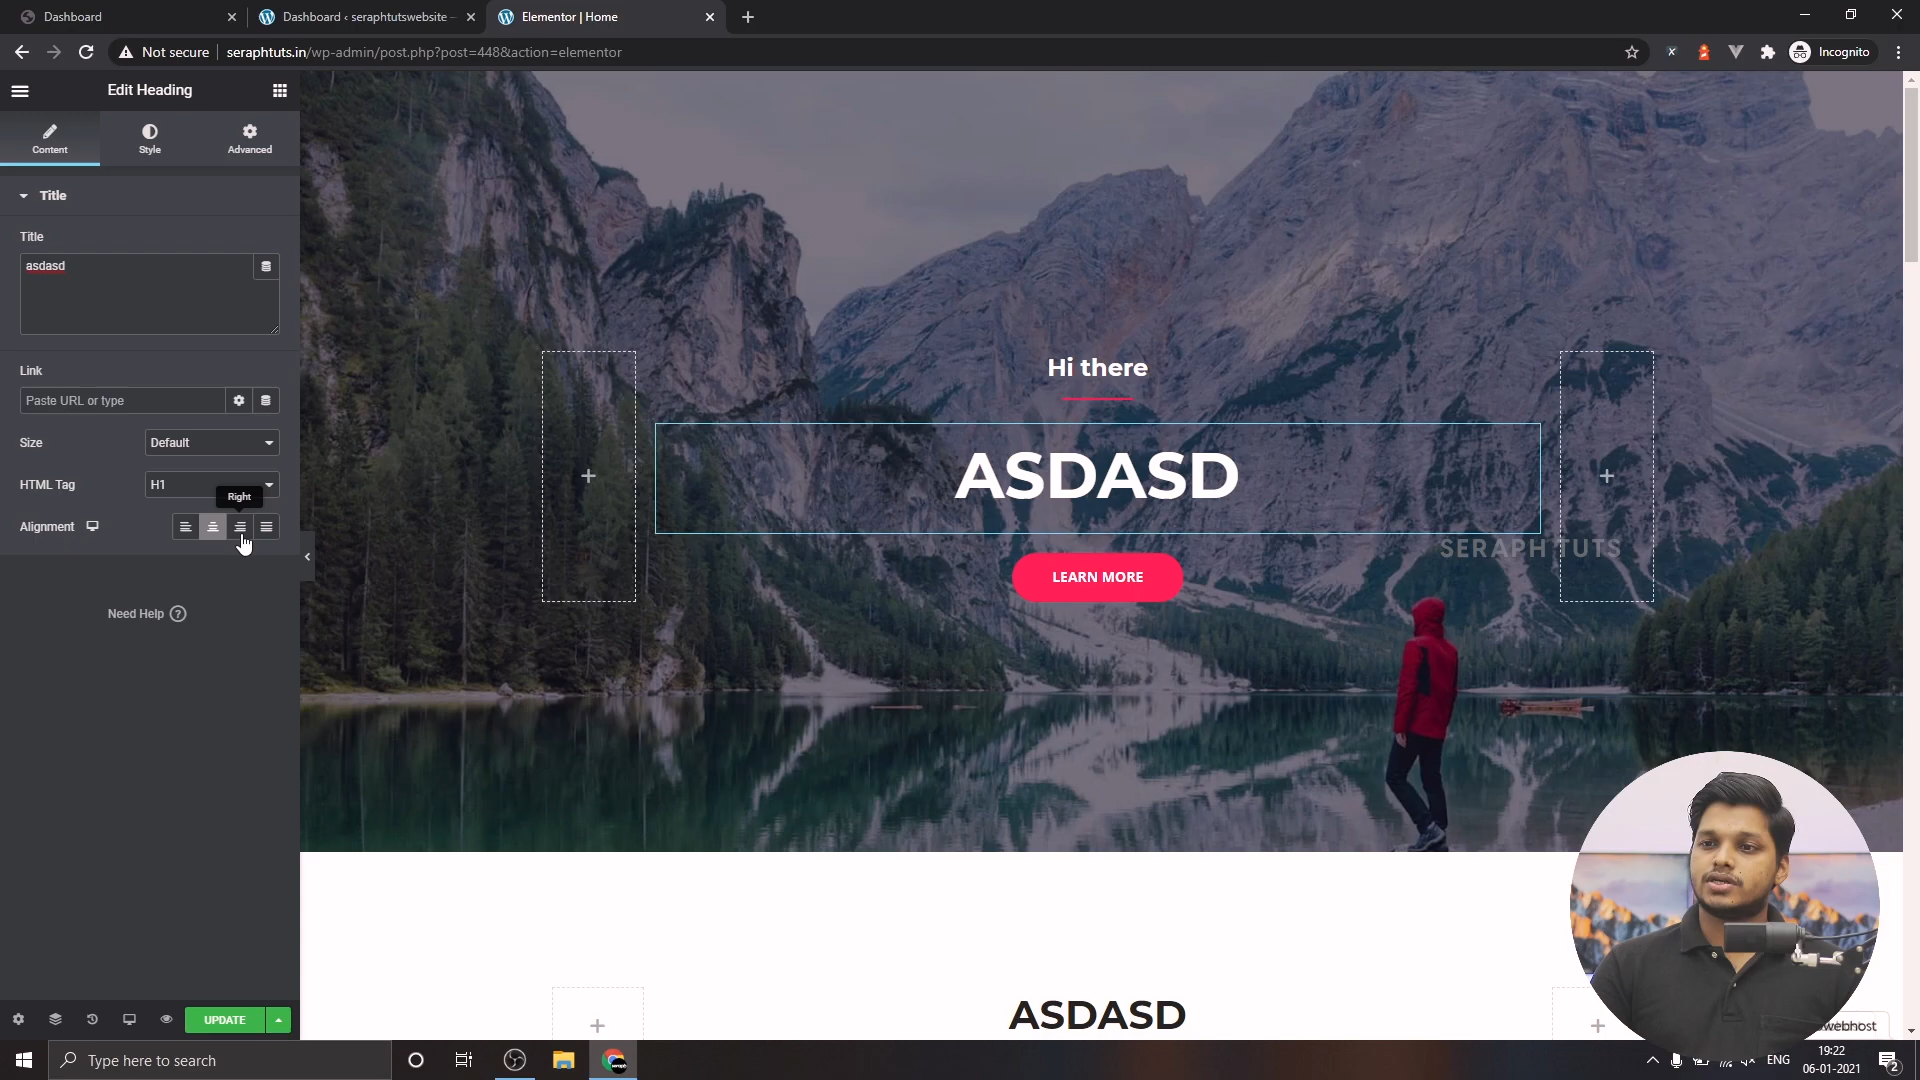 Dashboard
Dashboard ‹ seraphtutswebsite —
Elementor | Home
Not secure
seraphtuts.in/wp-admin/post.php?post=448&action=elementor
Incognito
Edit Heading
Content
Style
Advanced
Title
Title
asdasd
Link
Paste URL or type
Size
Default
HTML Tag
H1
Right
Alignment
Need Help ?
UPDATE
Hi there
ASDASD
SERAPH TUTS
LEARN MORE
ASDASD
Type here to search
ENG
19:22
06-01-2021
2